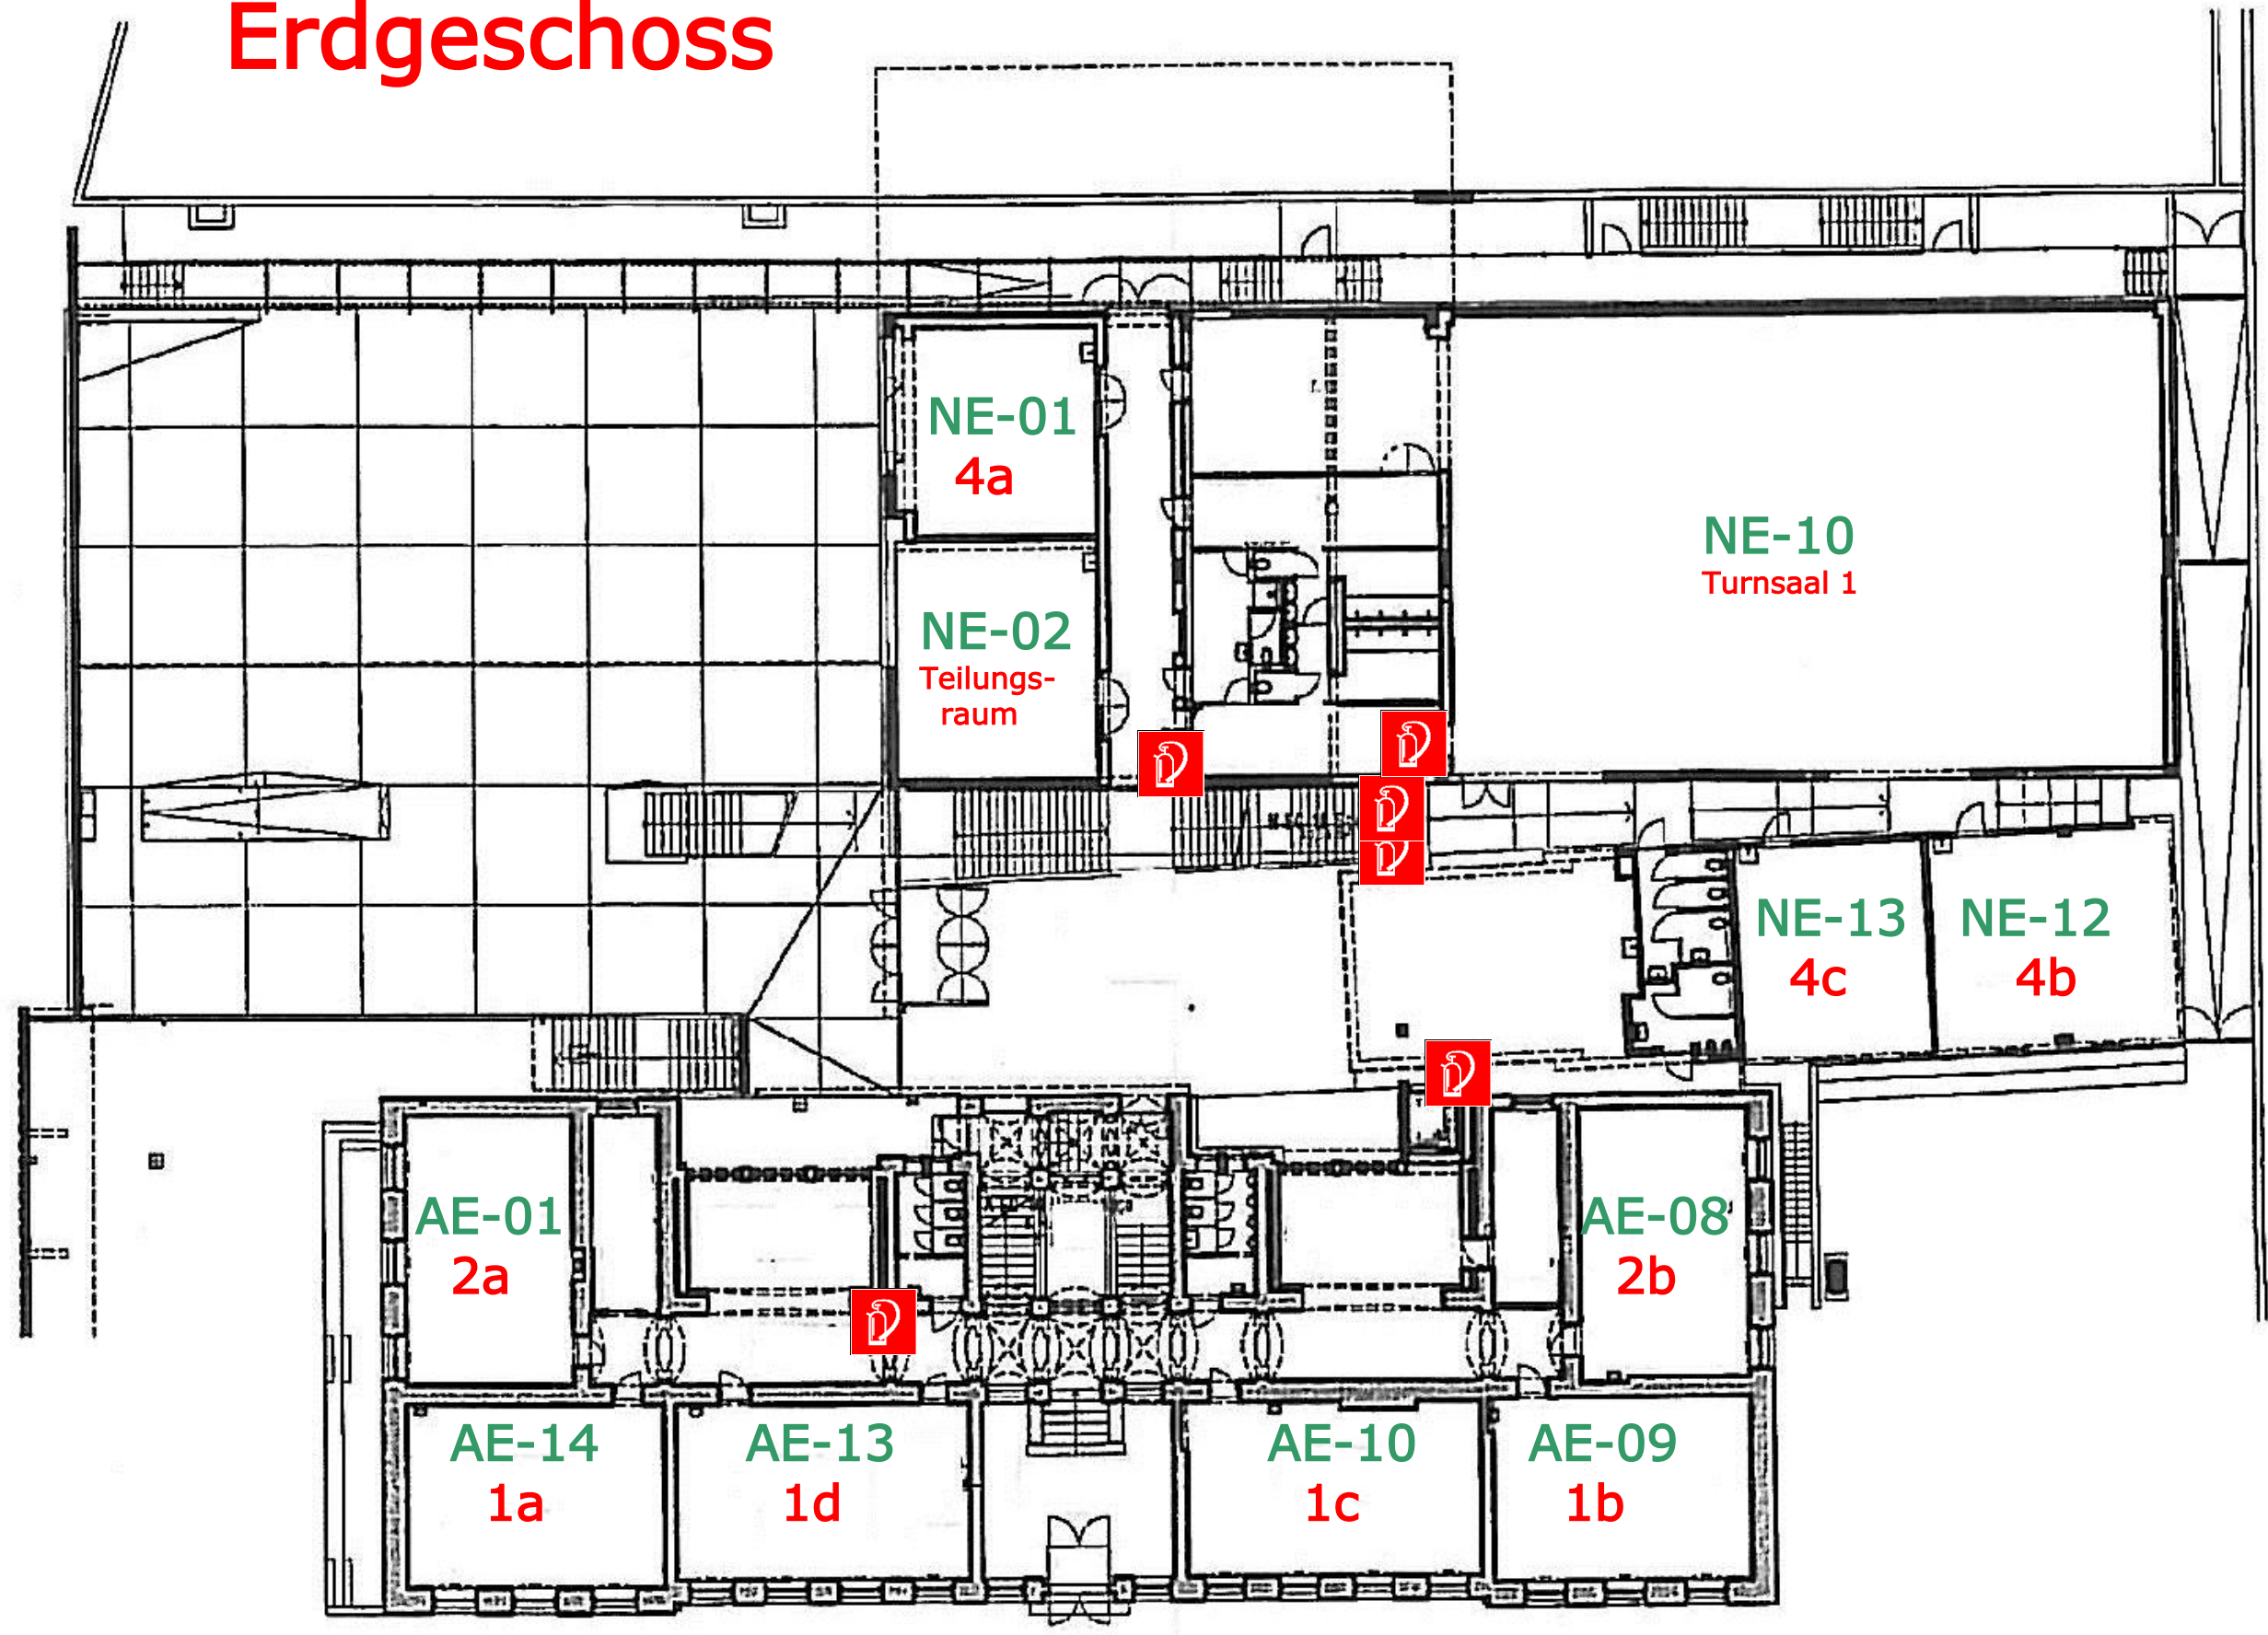 Erdgeschoss
NE-01
4a
NE-10
Turnsaal 1
NE-02
Teilungs-
raum
NE-13
4c
NE-12
4b
AE-01
2a
AE-08
2b
AE-14
1a
AE-13
1d
AE-10
1c
AE-09
1b